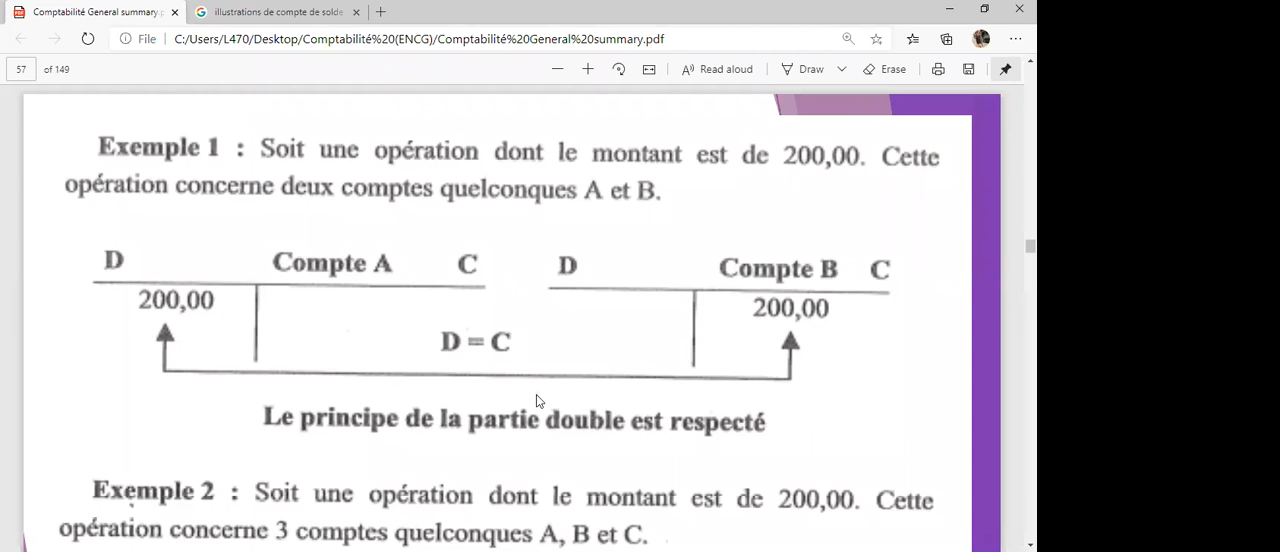 Comptabilité General summary.p
illustrations de compte de solde
File C:/Users/L470/Desktop/Comptabilité%20(ENCG)/Comptabilité%20General%20summary.pdf
57 of 149 Read aloud Draw Erase
Exemple 1 : Soit une opération dont le montant est de 200,00. Cette
opération concerne deux comptes quelconques A et B.
D Compte A C D Compte B C
200,00 200,00
D = C
Le principe de la partie double est respecté
Exemple 2 : Soit une opération dont le montant est de 200,00. Cette
opération concerne 3 comptes quelconques A, B et C.